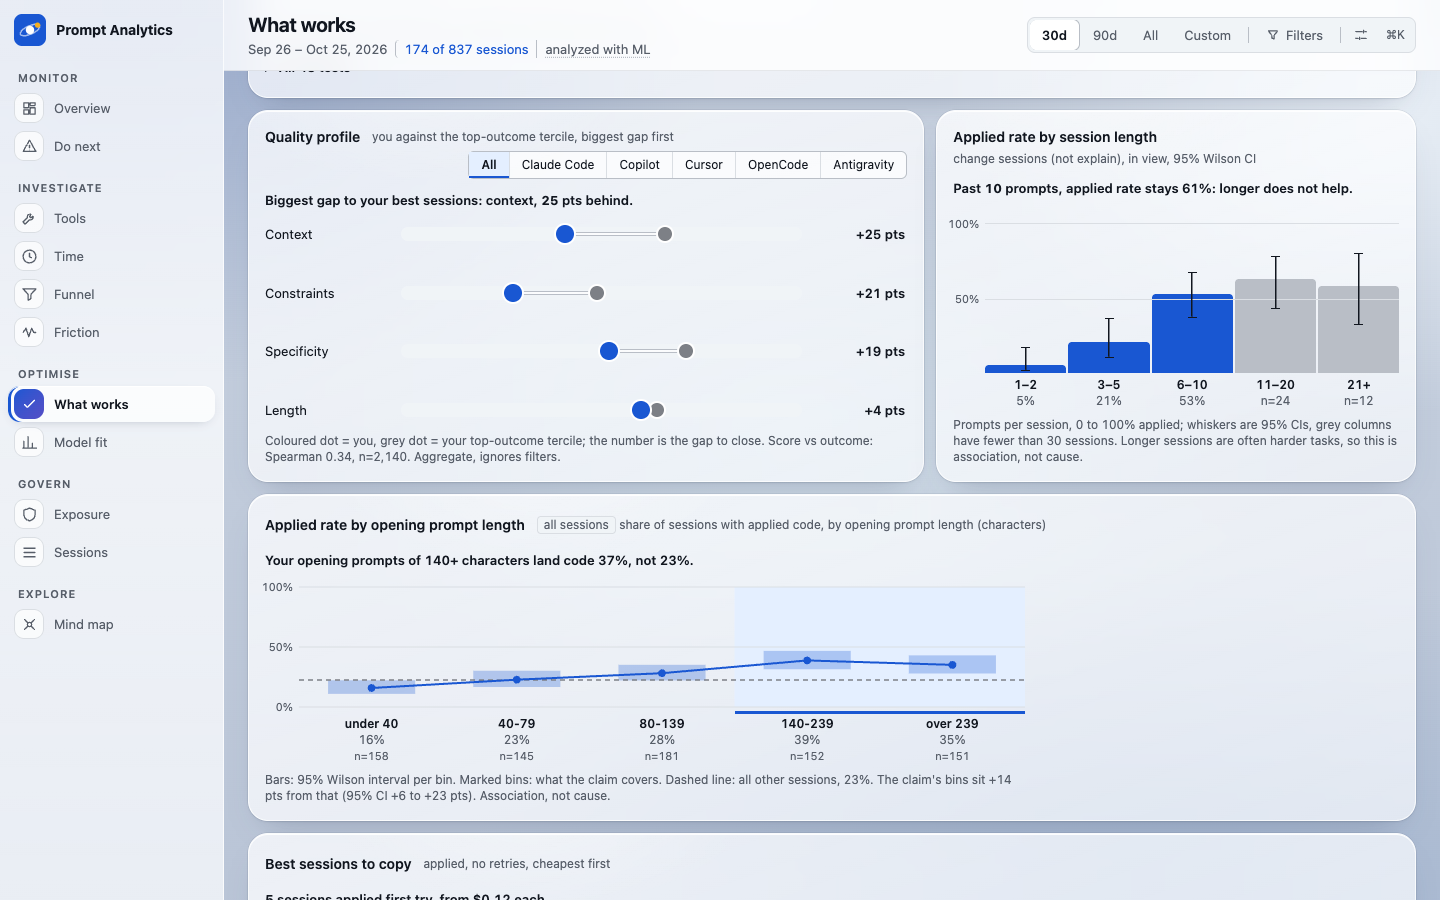 Prompt Analytics
MONITOR
Overview
Do next
INVESTIGATE
Tools
Time
Funnel
Friction
OPTIMISE
What works
Model fit
GOVERN
Exposure
Sessions
EXPLORE
Mind map
What works
Sep 26 – Oct 25, 2026 | 174 of 837 sessions | analyzed with ML
30d 90d All Custom Filters ⌘K
Quality profile you against the top-outcome tercile, biggest gap first
All Claude Code Copilot Cursor OpenCode Antigravity
Biggest gap to your best sessions: context, 25 pts behind.
Context +25 pts
Constraints +21 pts
Specificity +19 pts
Length +4 pts
Coloured dot = you, grey dot = your top-outcome tercile; the number is the gap to close. Score vs outcome:
Spearman 0.34, n=2,140. Aggregate, ignores filters.
Applied rate by session length
change sessions (not explain), in view, 95% Wilson CI
Past 10 prompts, applied rate stays 61%: longer does not help.
100%
50%
1–2 3–5 6–10 11–20 21+
5% 21% 53% n=24 n=12
Prompts per session, 0 to 100% applied; whiskers are 95% CIs, grey columns
have fewer than 30 sessions. Longer sessions are often harder tasks, so this is
association, not cause.
Applied rate by opening prompt length all sessions share of sessions with applied code, by opening prompt length (characters)
Your opening prompts of 140+ characters land code 37%, not 23%.
100%
50%
0%
under 40 40-79 80-139 140-239 over 239
16% 23% 28% 39% 35%
n=158 n=145 n=181 n=152 n=151
Bars: 95% Wilson interval per bin. Marked bins: what the claim covers. Dashed line: all other sessions, 23%. The claim's bins sit +14
pts from that (95% CI +6 to +23 pts). Association, not cause.
Best sessions to copy applied, no retries, cheapest first
5 sessions applied first try, from $0.12 each